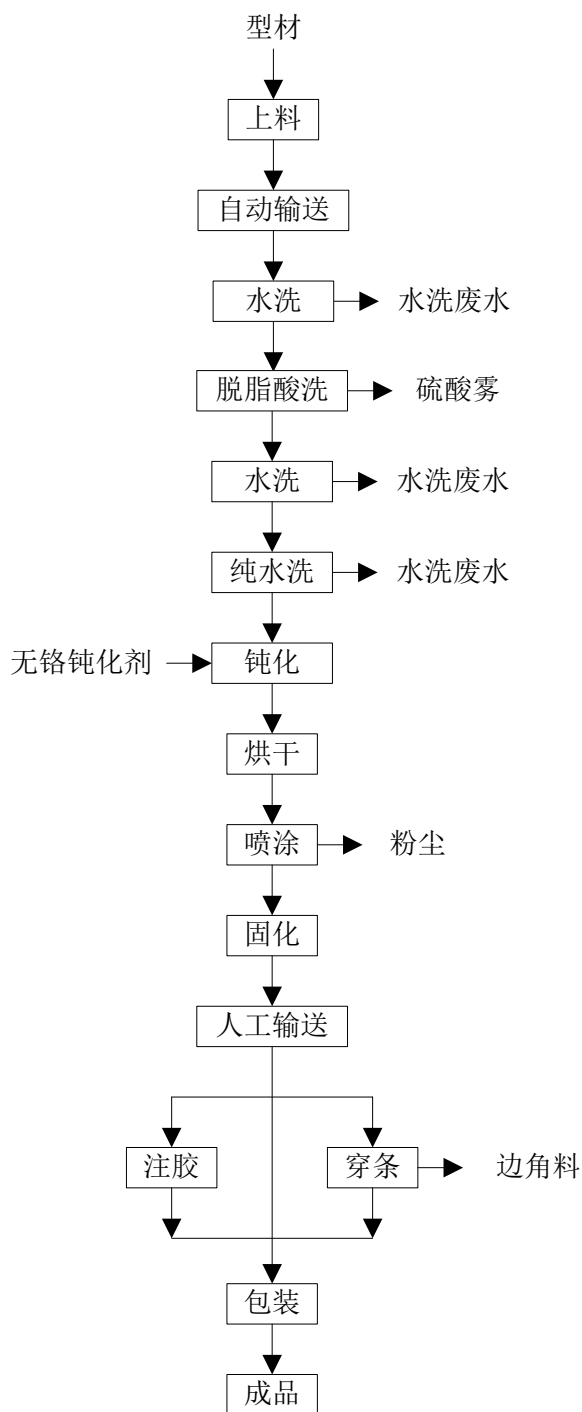 型材
上料
自动输送
水洗
水洗废水
脱脂酸洗
硫酸雾
水洗
水洗废水
纯水洗
水洗废水
无铬钝化剂
钝化
烘干
喷涂
粉尘
固化
人工输送
注胶
穿条
边角料
包装
成品